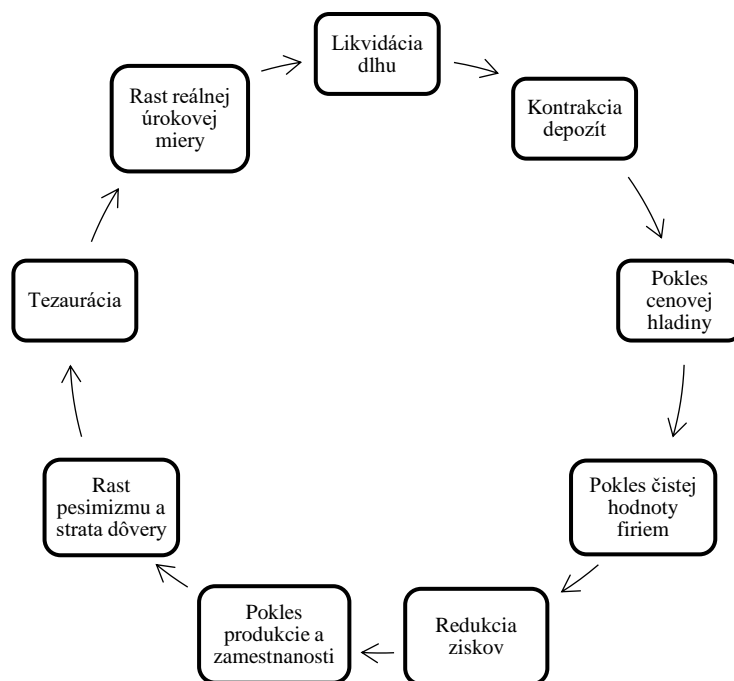 Likvidácia
dlhu
Kontrakcia
depozít
Pokles
cenovej
hladiny
Pokles čistej
hodnoty
firiem
Redukcia
ziskov
Pokles
produkcie a
zamestnanosti
Rast
pesimizmu a
strata dôvery
Tezaurácia
Rast reálnej
úrokovej
miery